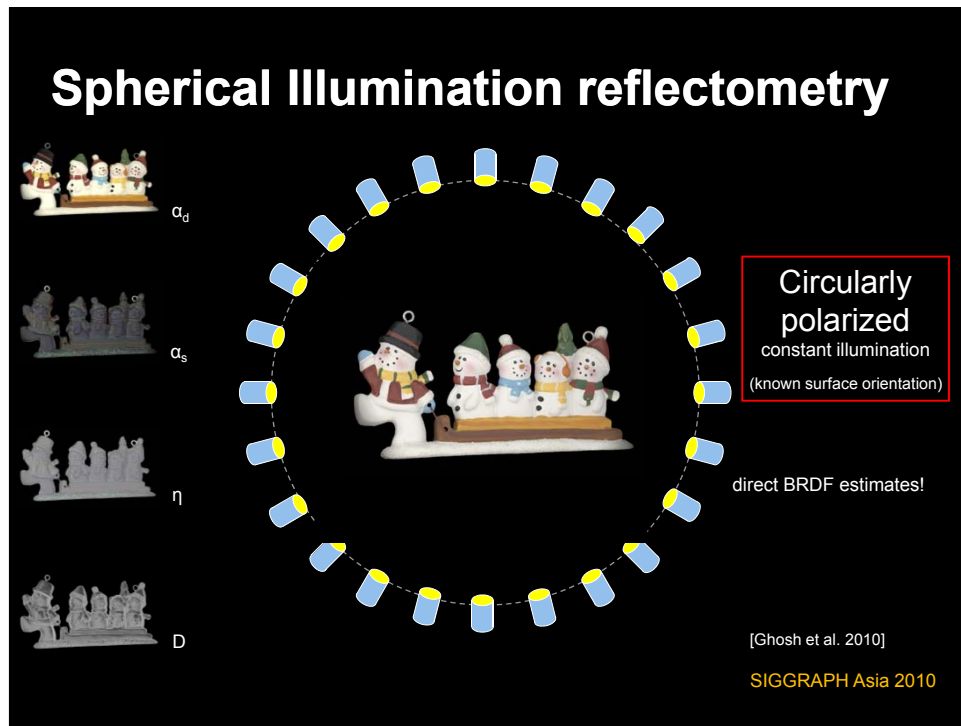 Spherical Illumination reflectometry
αd
αs
η
D
Circularly
polarized
constant illumination
(known surface orientation)
direct BRDF estimates!
[Ghosh et al. 2010]
SIGGRAPH Asia 2010